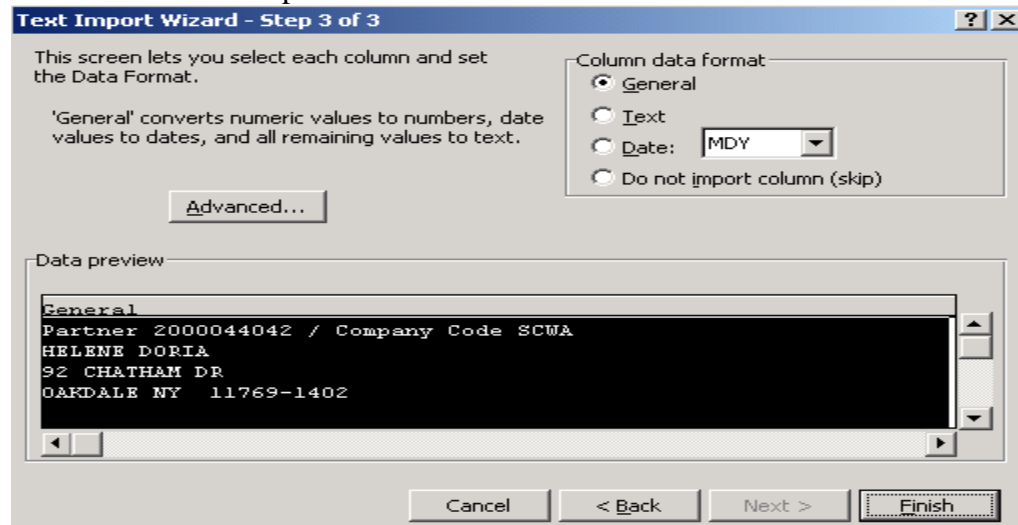 Text Import Wizard - Step 3 of 3
? X
This screen lets you select each column and set
the Data Format.
'General' converts numeric values to numbers, date
values to dates, and all remaining values to text.
Advanced...
Column data format
General
Text
Date: MDY
Do not import column (skip)
Data preview
General
Partner 2000044042 / Company Code SCWA
HELENE DORIA
92 CHATHAM DR
OAKDALE NY 11769-1402
Cancel < Back Next > Finish